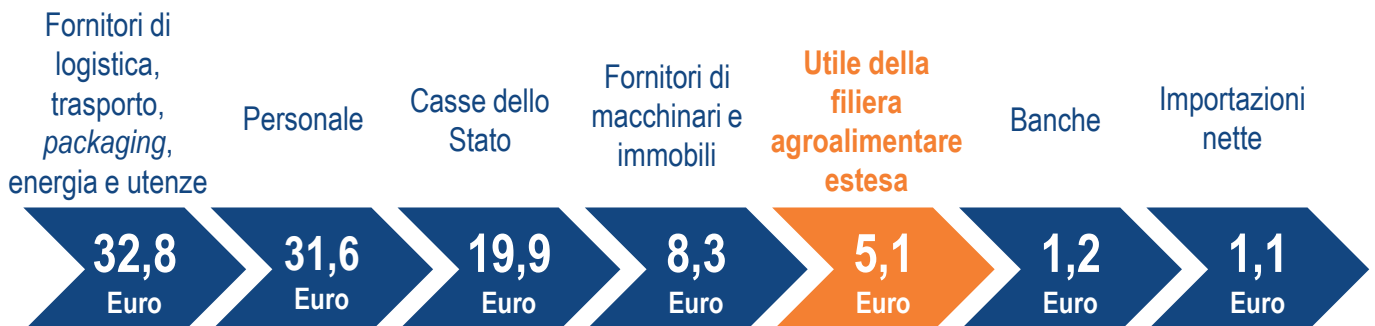 Fornitori di
logistica,
trasporto,
packaging,
energia e utenze
Personale
Casse dello
Stato
Fornitori di
macchinari e
immobili
Utile della
filiera
agroalimentare
estesa
Banche
Importazioni
nette
32,8
Euro
31,6
Euro
19,9
Euro
8,3
Euro
5,1
Euro
1,2
Euro
1,1
Euro